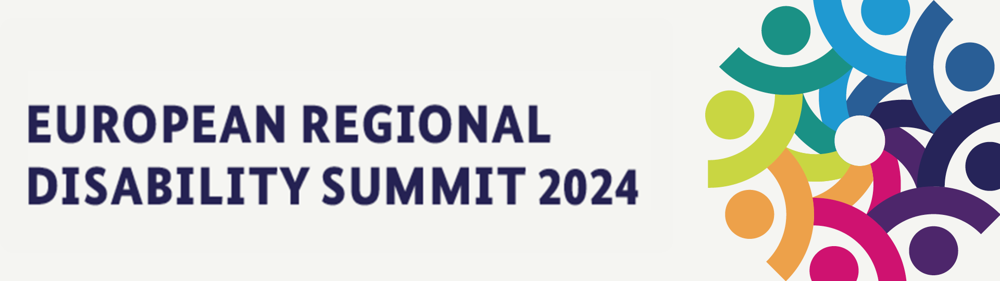 EUROPEAN REGIONAL
DISABILITY SUMMIT 2024